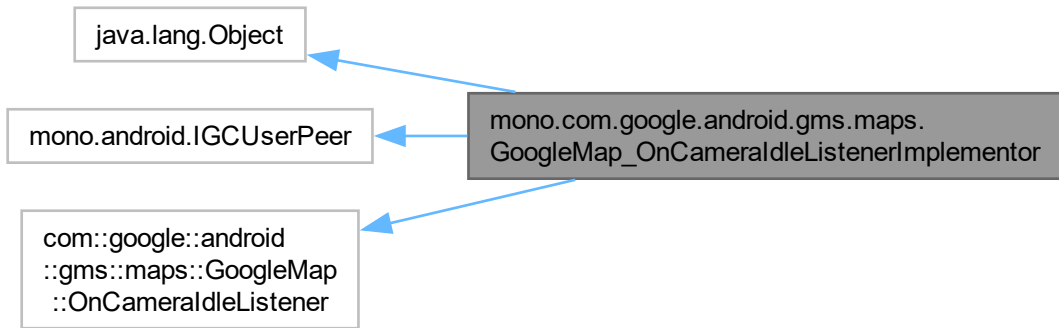 java.lang.Object
mono.android.IGCUserPeer
mono.com.google.android.gms.maps.
GoogleMap_OnCameraIdleListenerImplementor
com::google::android
::gms::maps::GoogleMap
::OnCameraIdleListener